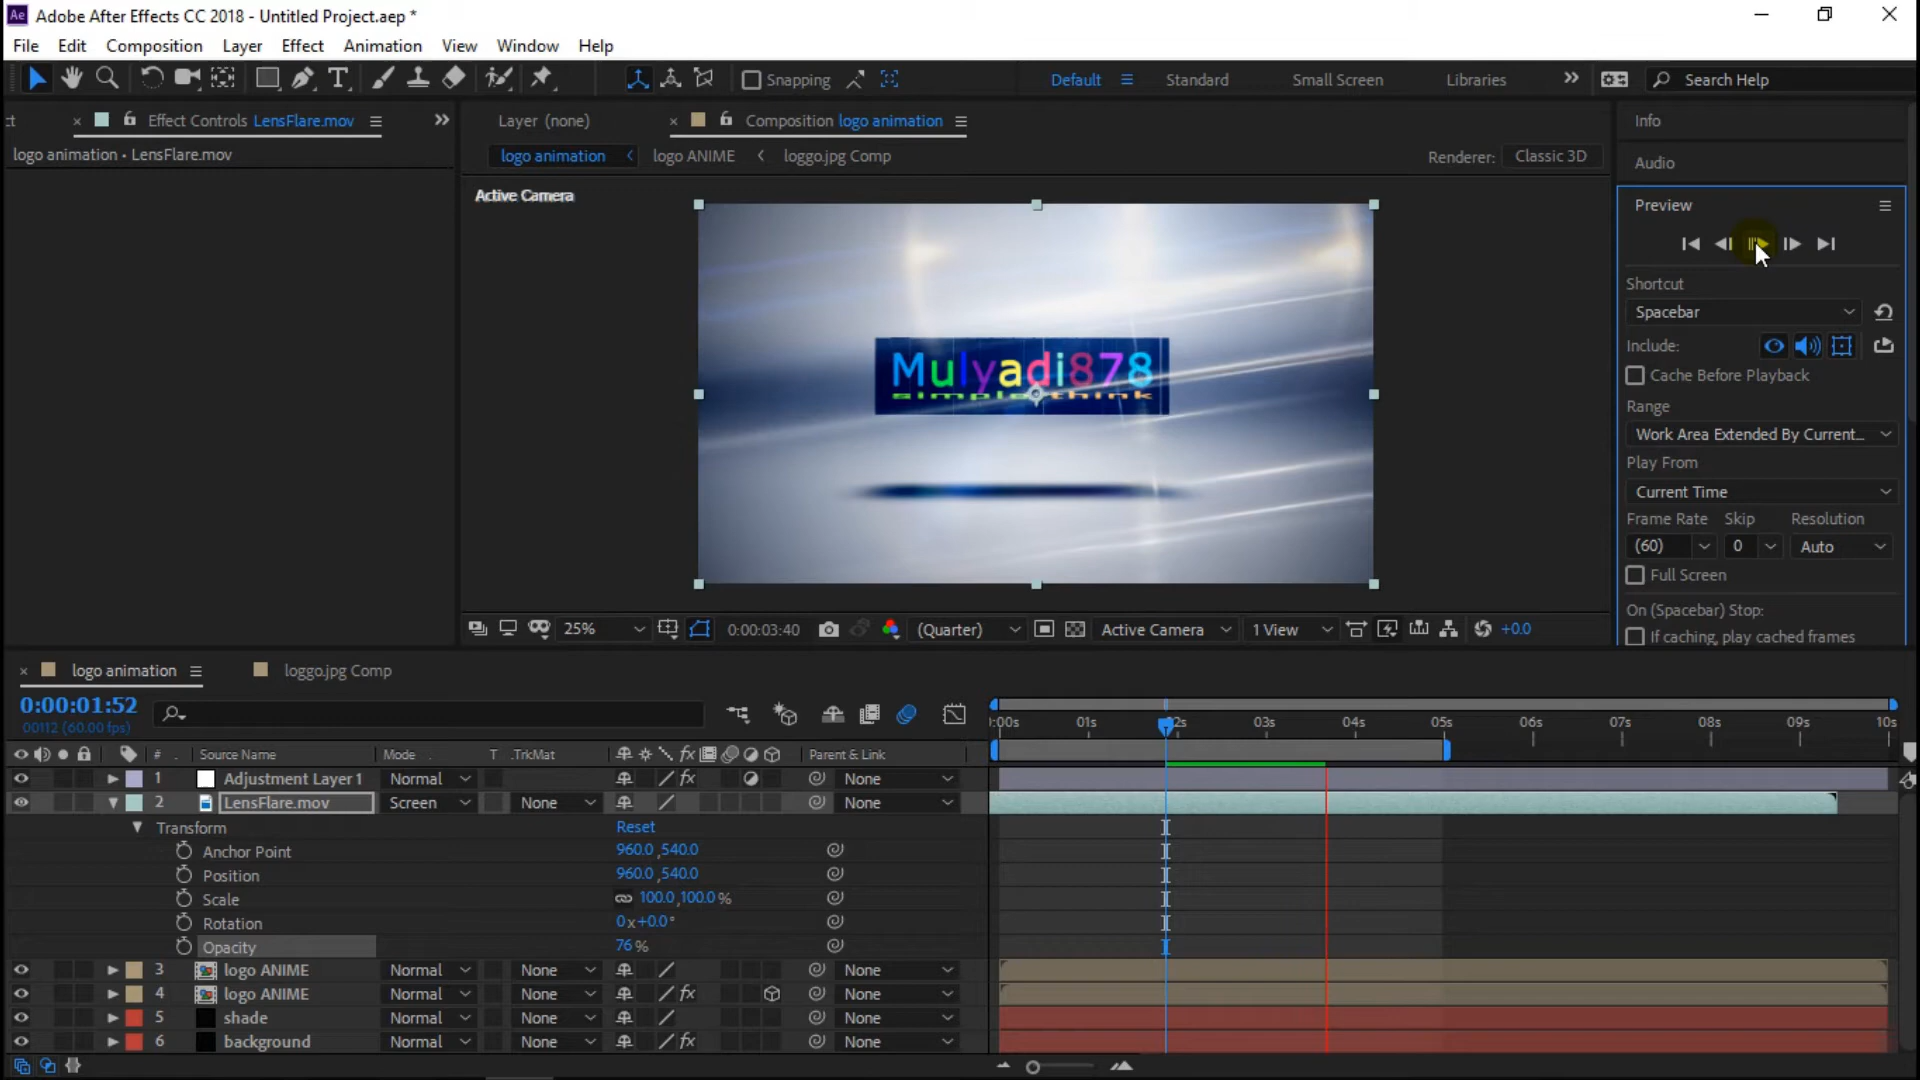 Ae Adobe After Effects CC 2018 - Untitled Project.aep *
File Edit Composition Layer Effect Animation View Window Help
Snapping Default Standard Small Screen Libraries Search Help
ct Effect Controls LensFlare.mov
logo animation • LensFlare.mov
Layer (none) Composition logo animation
logo animation logo ANIME loggo.jpg Comp Renderer: Classic 3D
Active Camera
Mulyadi878
simple think
25% 0:00:03:40 (Quarter) Active Camera 1 View +0.0
Info
Audio
Preview
Shortcut
Spacebar
Include:
Cache Before Playback
Range
Work Area Extended By Current...
Play From
Current Time
Frame Rate Skip Resolution
(60) 0 Auto
Full Screen
On (Spacebar) Stop:
If caching, play cached frames
logo animation loggo.jpg Comp
0:00:01:52
00112 (60.00 fps)
:00s 01s 02s 03s 04s 05s 06s 07s 08s 09s 10s
# Source Name Mode T .TrkMat fx Parent & Link
1 Adjustment Layer 1 Normal fx None
2 LensFlare.mov Screen None None
Transform Reset
Anchor Point 960.0,540.0
Position 960.0,540.0
Scale 100.0,100.0%
Rotation 0x+0.0°
Opacity 76%
3 logo ANIME Normal None None
4 logo ANIME Normal None fx None
5 shade Normal None None
6 background Normal None fx None